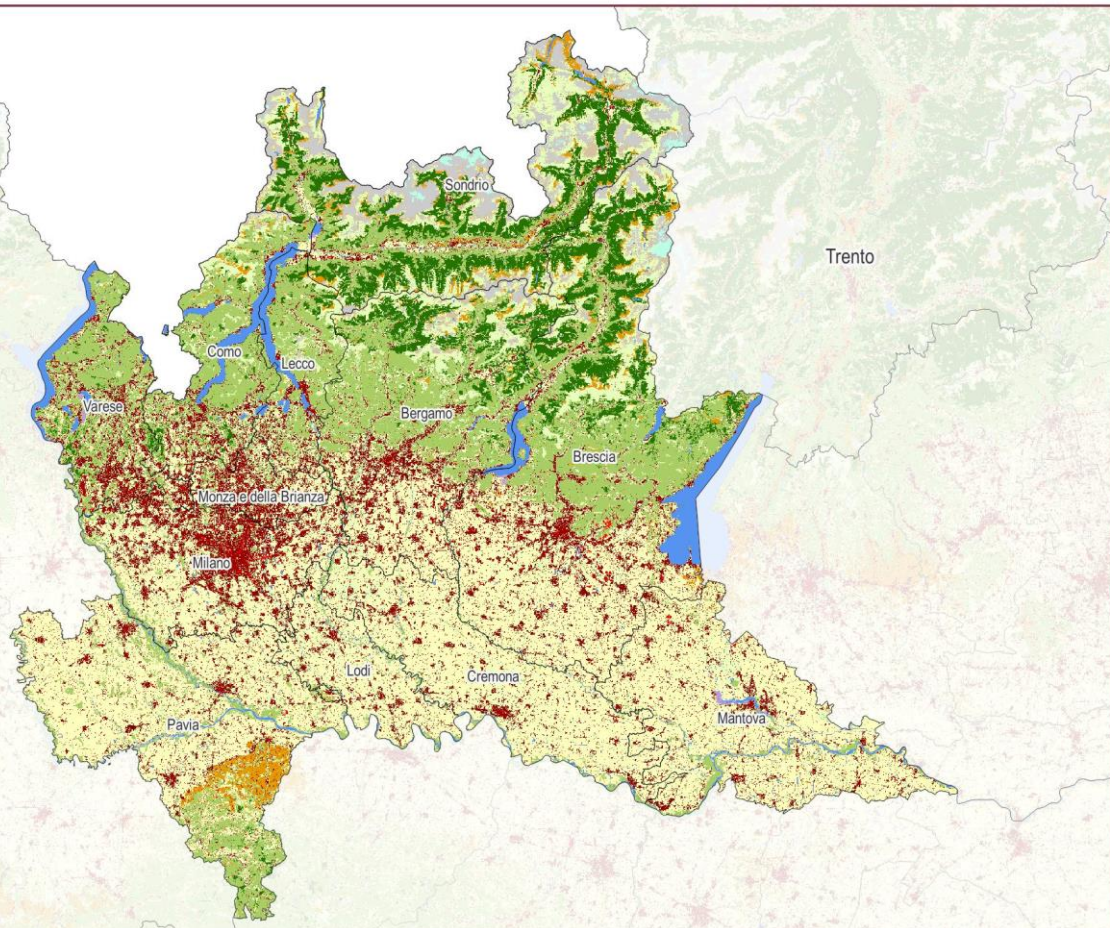 Sondrio
Trento
Como
Lecco
Varese
Bergamo
Brescia
Monza e della Brianza
Milano
Lodi
Cremona
Pavia
Mantova